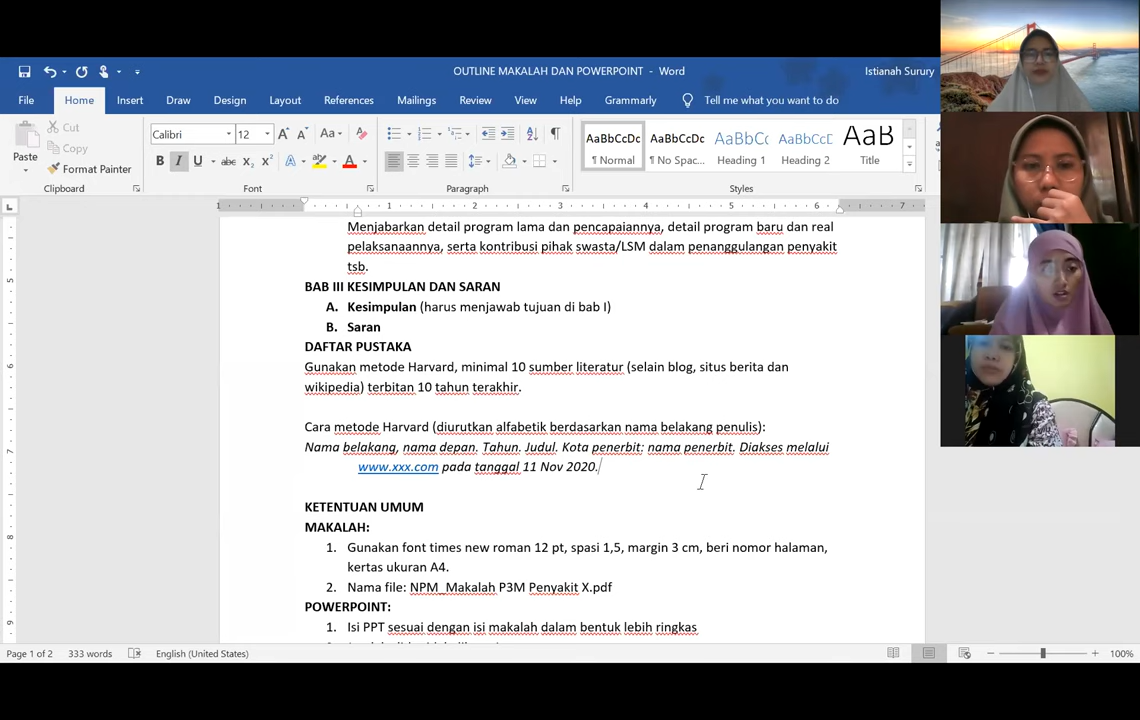 OUTLINE MAKALAH DAN POWERPOINT - Word
Istianah Surury
File Home Insert Draw Design Layout References Mailings Review View Help Grammarly Tell me what you want to do
Paste
Cut
Copy
Format Painter
Clipboard
Calibri 12
Font
Paragraph
AaBbCcDc AaBbCcDc AaBbCc AaBbCcD AaB
¶ Normal ¶ No Spac... Heading 1 Heading 2 Title
Styles
1 1 2 3 4 5 6 7
Menjabarkan detail program lama dan pencapaiannya, detail program baru dan real
pelaksanaannya, serta kontribusi pihak swasta/LSM dalam penanggulangan penyakit
tsb.
BAB III KESIMPULAN DAN SARAN
A. Kesimpulan (harus menjawab tujuan di bab I)
B. Saran
DAFTAR PUSTAKA
Gunakan metode Harvard, minimal 10 sumber literatur (selain blog, situs berita dan
wikipedia) terbitan 10 tahun terakhir.
Cara metode Harvard (diurutkan alfabetik berdasarkan nama belakang penulis):
Nama belakang, nama depan. Tahun. Judul. Kota penerbit: nama penerbit. Diakses melalui
www.xxx.com pada tanggal 11 Nov 2020.
KETENTUAN UMUM
MAKALAH:
1. Gunakan font times new roman 12 pt, spasi 1,5, margin 3 cm, beri nomor halaman,
kertas ukuran A4.
2. Nama file: NPM_Makalah P3M Penyakit X.pdf
POWERPOINT:
1. Isi PPT sesuai dengan isi makalah dalam bentuk lebih ringkas
Page 1 of 2 333 words English (United States) 100%